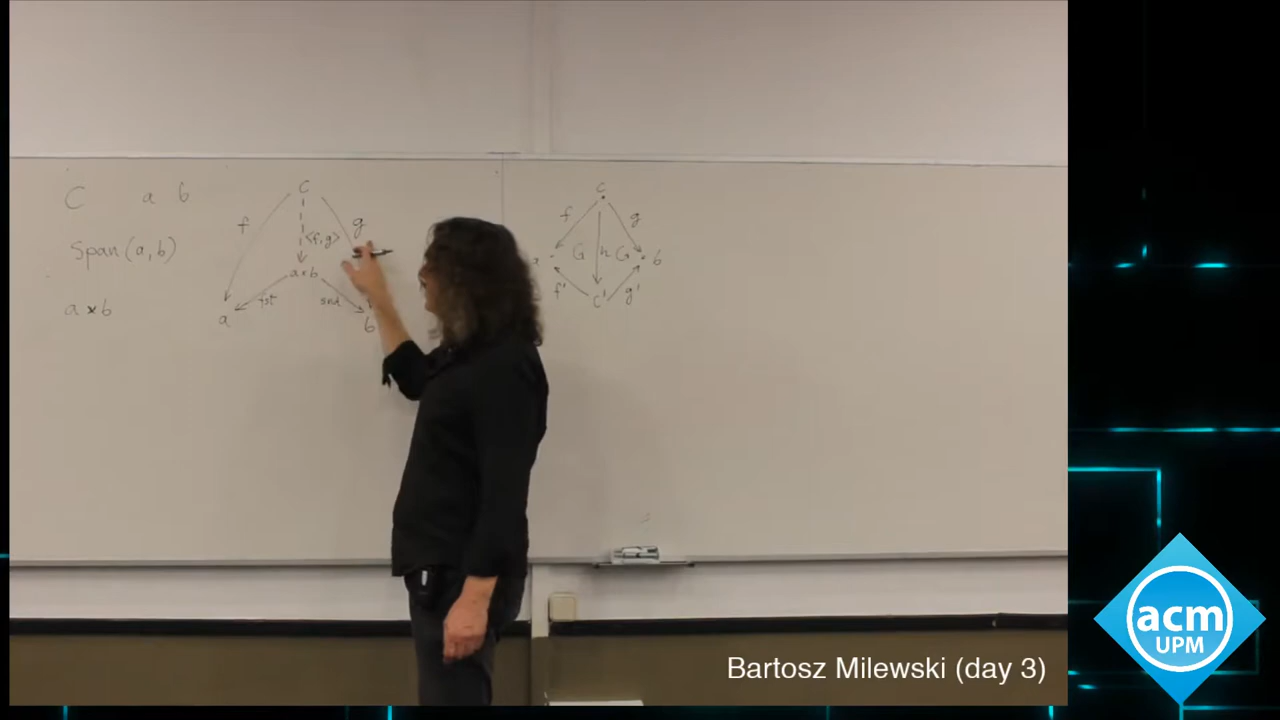 C a b
Span (a, b)
a × b
c
f g
<f,g>
a×b
fst snd
a b
c
f g
a G h G b
f' g'
c'
Bartosz Milewski (day 3)
acm
UPM